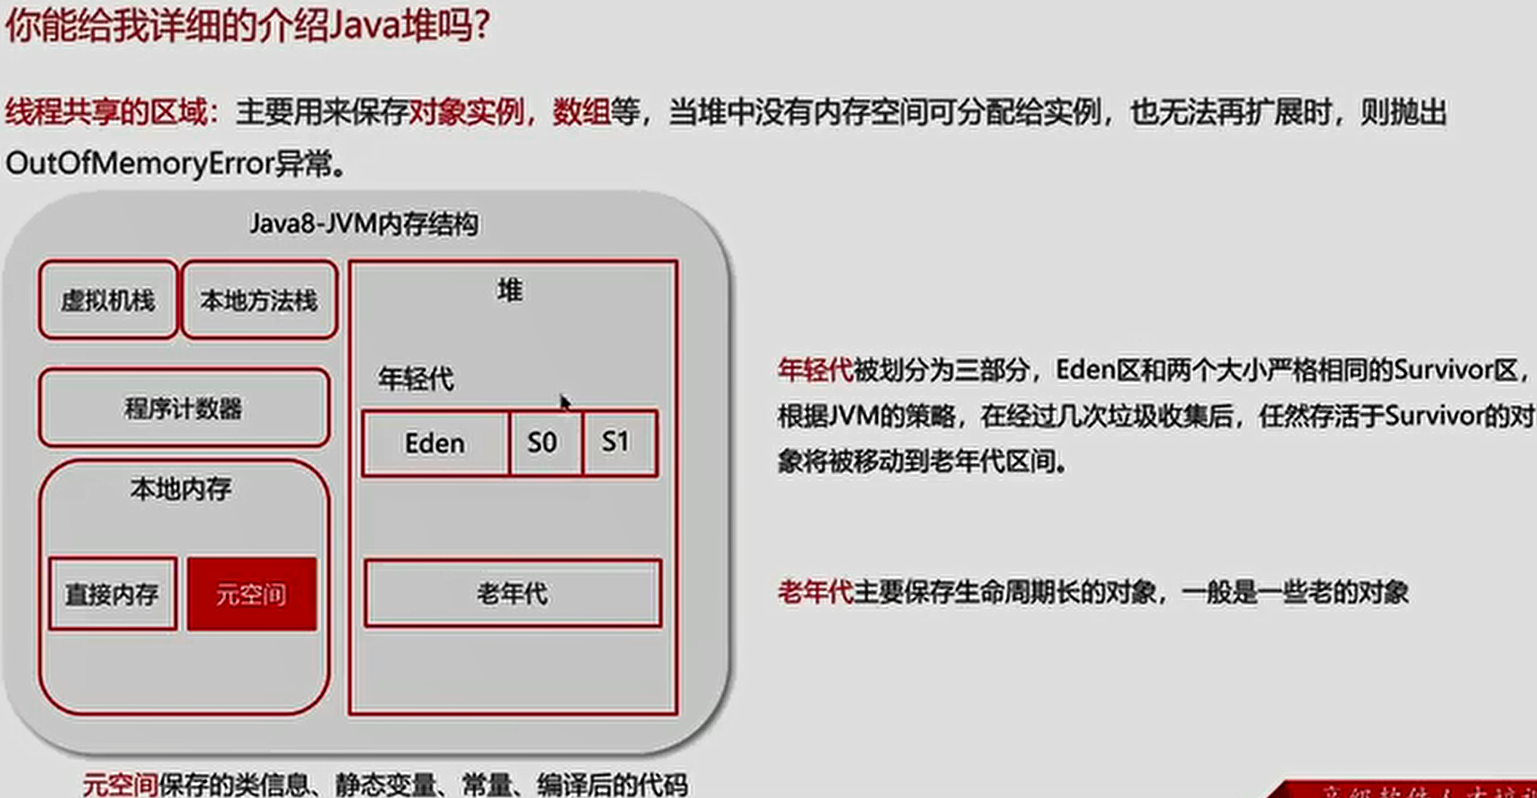 你能给我详细的介绍Java堆吗?
线程共享的区域：主要用来保存对象实例，数组等，当堆中没有内存空间可分配给实例，也无法再扩展时，则抛出
OutOfMemoryError异常。
Java8-JVM内存结构
虚拟机栈
本地方法栈
堆
程序计数器
年轻代
Eden
S0
S1
本地内存
直接内存
元空间
老年代
年轻代被划分为三部分，Eden区和两个大小严格相同的Survivor区，
根据JVM的策略，在经过几次垃圾收集后，任然存活于Survivor的对
象将被移动到老年代区间。
老年代主要保存生命周期长的对象，一般是一些老的对象
元空间保存的类信息、静态变量、常量、编译后的代码
高级软件人才培训